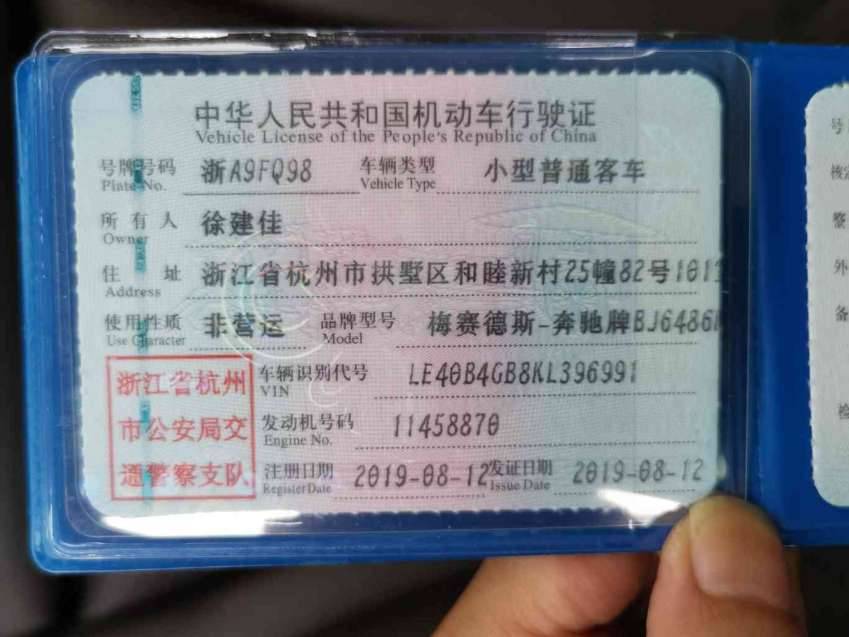 中华人民共和国机动车行驶证
Vehicle License of the People's Republic of China
号牌号码 浙A9FQ98 车辆类型 小型普通客车
Plate No. Vehicle Type
所有人 徐建佳
Owner
住址 浙江省杭州市拱墅区和睦新村25幢82号101
Address
使用性质 非营运 品牌型号 梅赛德斯-奔驰牌BJ6486
Use Character Model
浙江省杭州
市公安局交
通警察支队
车辆识别代号 LE40B4GB8KL396991
VIN
发动机号码 11458870
Engine No.
注册日期 2019-08-12 发证日期 2019-08-12
Register Date Issue Date
号
核定
整
外
备
检